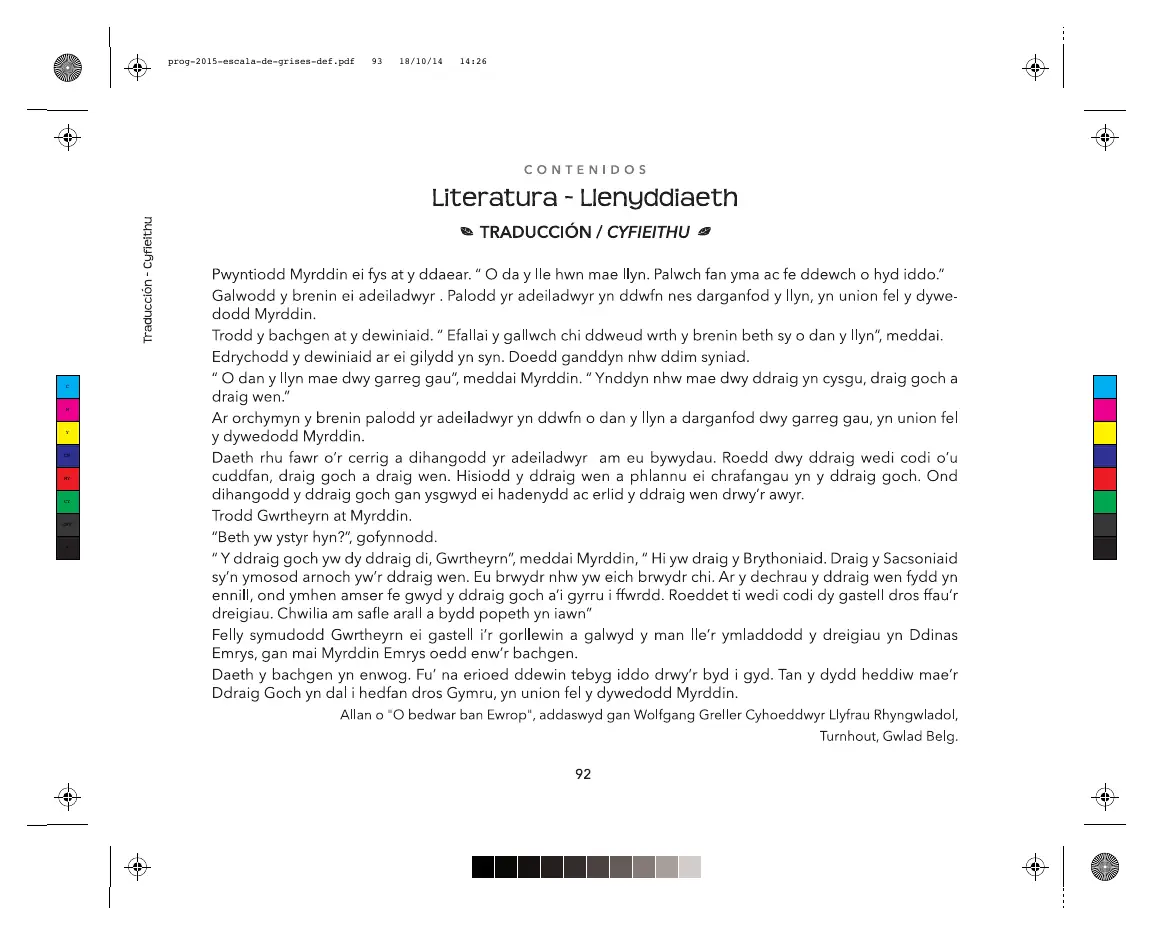 prog-2015-escala-de-grises-def.pdf 93 18/10/14 14:26
CONTENIDOS
Literatura - Llenyddiaeth
TRADUCCIÓN / CYFIEITHU
Traducción - Cyfieithu
Pwyntiodd Myrddin ei fys at y ddaear. “ O da y lle hwn mae llyn. Palwch fan yma ac fe ddewch o hyd iddo.”
Galwodd y brenin ei adeiladwyr . Palodd yr adeiladwyr yn ddwfn nes darganfod y llyn, yn union fel y dywe-
dodd Myrddin.
Trodd y bachgen at y dewiniaid. “ Efallai y gallwch chi ddweud wrth y brenin beth sy o dan y llyn”, meddai.
Edrychodd y dewiniaid ar ei gilydd yn syn. Doedd ganddyn nhw ddim syniad.
“ O dan y llyn mae dwy garreg gau”, meddai Myrddin. “ Ynddyn nhw mae dwy ddraig yn cysgu, draig goch a
draig wen.”
Ar orchymyn y brenin palodd yr adeiladwyr yn ddwfn o dan y llyn a darganfod dwy garreg gau, yn union fel
y dywedodd Myrddin.
Daeth rhu fawr o’r cerrig a dihangodd yr adeiladwyr am eu bywydau. Roedd dwy ddraig wedi codi o’u
cuddfan, draig goch a draig wen. Hisiodd y ddraig wen a phlannu ei chrafangau yn y ddraig goch. Ond
dihangodd y ddraig goch gan ysgwyd ei hadenydd ac erlid y ddraig wen drwy’r awyr.
Trodd Gwrtheyrn at Myrddin.
“Beth yw ystyr hyn?”, gofynnodd.
“ Y ddraig goch yw dy ddraig di, Gwrtheyrn”, meddai Myrddin, “ Hi yw draig y Brythoniaid. Draig y Sacsoniaid
sy’n ymosod arnoch yw’r ddraig wen. Eu brwydr nhw yw eich brwydr chi. Ar y dechrau y ddraig wen fydd yn
ennill, ond ymhen amser fe gwyd y ddraig goch a’i gyrru i ffwrdd. Roeddet ti wedi codi dy gastell dros ffau’r
dreigiau. Chwilia am safle arall a bydd popeth yn iawn”
Felly symudodd Gwrtheyrn ei gastell i’r gorllewin a galwyd y man lle’r ymladdodd y dreigiau yn Ddinas
Emrys, gan mai Myrddin Emrys oedd enw’r bachgen.
Daeth y bachgen yn enwog. Fu’ na erioed ddewin tebyg iddo drwy’r byd i gyd. Tan y dydd heddiw mae’r
Ddraig Goch yn dal i hedfan dros Gymru, yn union fel y dywedodd Myrddin.
Allan o "O bedwar ban Ewrop", addaswyd gan Wolfgang Greller Cyhoeddwyr Llyfrau Rhyngwladol,
Turnhout, Gwlad Belg.
92